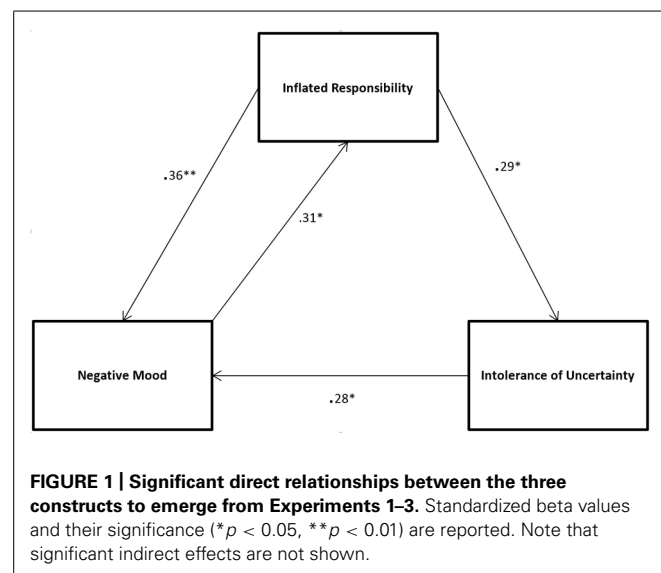 Inflated Responsibility
.36**
.29*
.31*
Negative Mood
Intolerance of Uncertainty
.28*
FIGURE 1 | Significant direct relationships between the three
constructs to emerge from Experiments 1–3. Standardized beta values
and their significance (*p < 0.05, **p < 0.01) are reported. Note that
significant indirect effects are not shown.